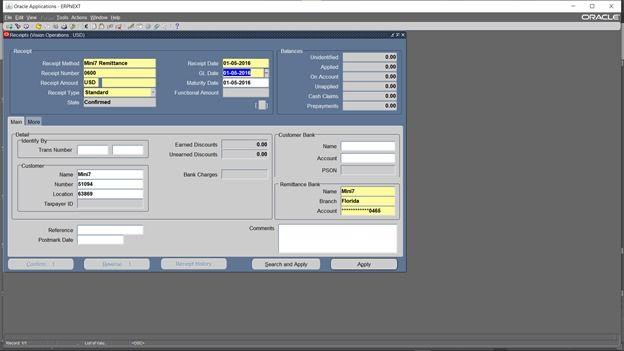 Oracle Applications - ERPNEXT
File Edit View Folder Tools Actions Window Help
ORACLE
Receipts (Vision Operations : USD)
Receipt
Receipt Method Mini7 Remittance
Receipt Number 0600
Receipt Amount USD
Receipt Type Standard
State Confirmed
Receipt Date 01-05-2016
GL Date 01-05-2016
Maturity Date 01-05-2016
Functional Amount
[ ]
Balances
Unidentified 0.00
Applied 0.00
On Account 0.00
Unapplied 0.00
Cash Claims 0.00
Prepayments 0.00
Main More
Detail
Identify By
Trans Number
Customer
Name Mini7
Number 51094
Location 63869
Taxpayer ID
Earned Discounts 0.00
Unearned Discounts 0.00
Bank Charges
Customer Bank
Name
Account
PSON
Remittance Bank
Name Mini7
Branch Florida
Account ************0465
Reference
Postmark Date
Comments
Confirm Reverse Receipt History Search and Apply Apply
Record: 1/1 List of Valu... <OSC>